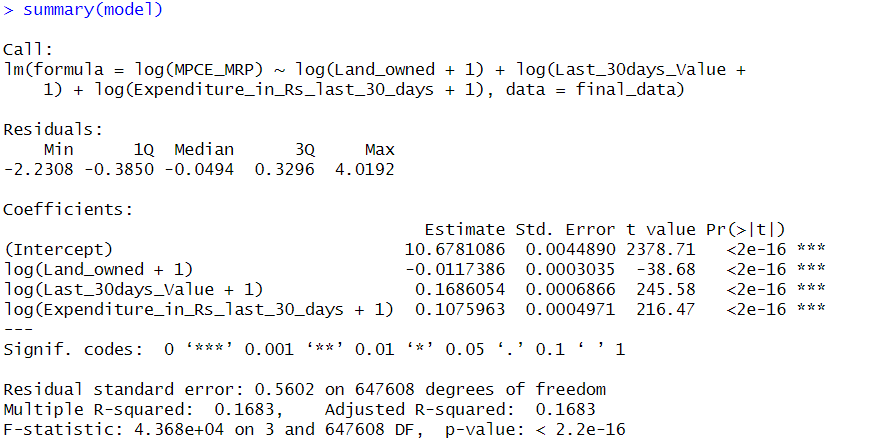 > summary(model)
Call:
lm(formula = log(MPCE_MRP) ~ log(Land_owned + 1) + log(Last_30days_Value +
    1) + log(Expenditure_in_Rs_last_30_days + 1), data = final_data)
Residuals:
    Min      1Q  Median      3Q     Max
-2.2308 -0.3850 -0.0494  0.3296  4.0192
Coefficients:
                                          Estimate Std. Error t value Pr(>|t|)
(Intercept)                             10.6781086  0.0044890 2378.71   <2e-16 ***
log(Land_owned + 1)                     -0.0117386  0.0003035  -38.68   <2e-16 ***
log(Last_30days_Value + 1)               0.1686054  0.0006866  245.58   <2e-16 ***
log(Expenditure_in_Rs_last_30_days + 1)  0.1075963  0.0004971  216.47   <2e-16 ***
---
Signif. codes:  0 ‘***’ 0.001 ‘**’ 0.01 ‘*’ 0.05 ‘.’ 0.1 ‘ ’ 1
Residual standard error: 0.5602 on 647608 degrees of freedom
Multiple R-squared:  0.1683,    Adjusted R-squared:  0.1683
F-statistic: 4.368e+04 on 3 and 647608 DF,  p-value: < 2.2e-16